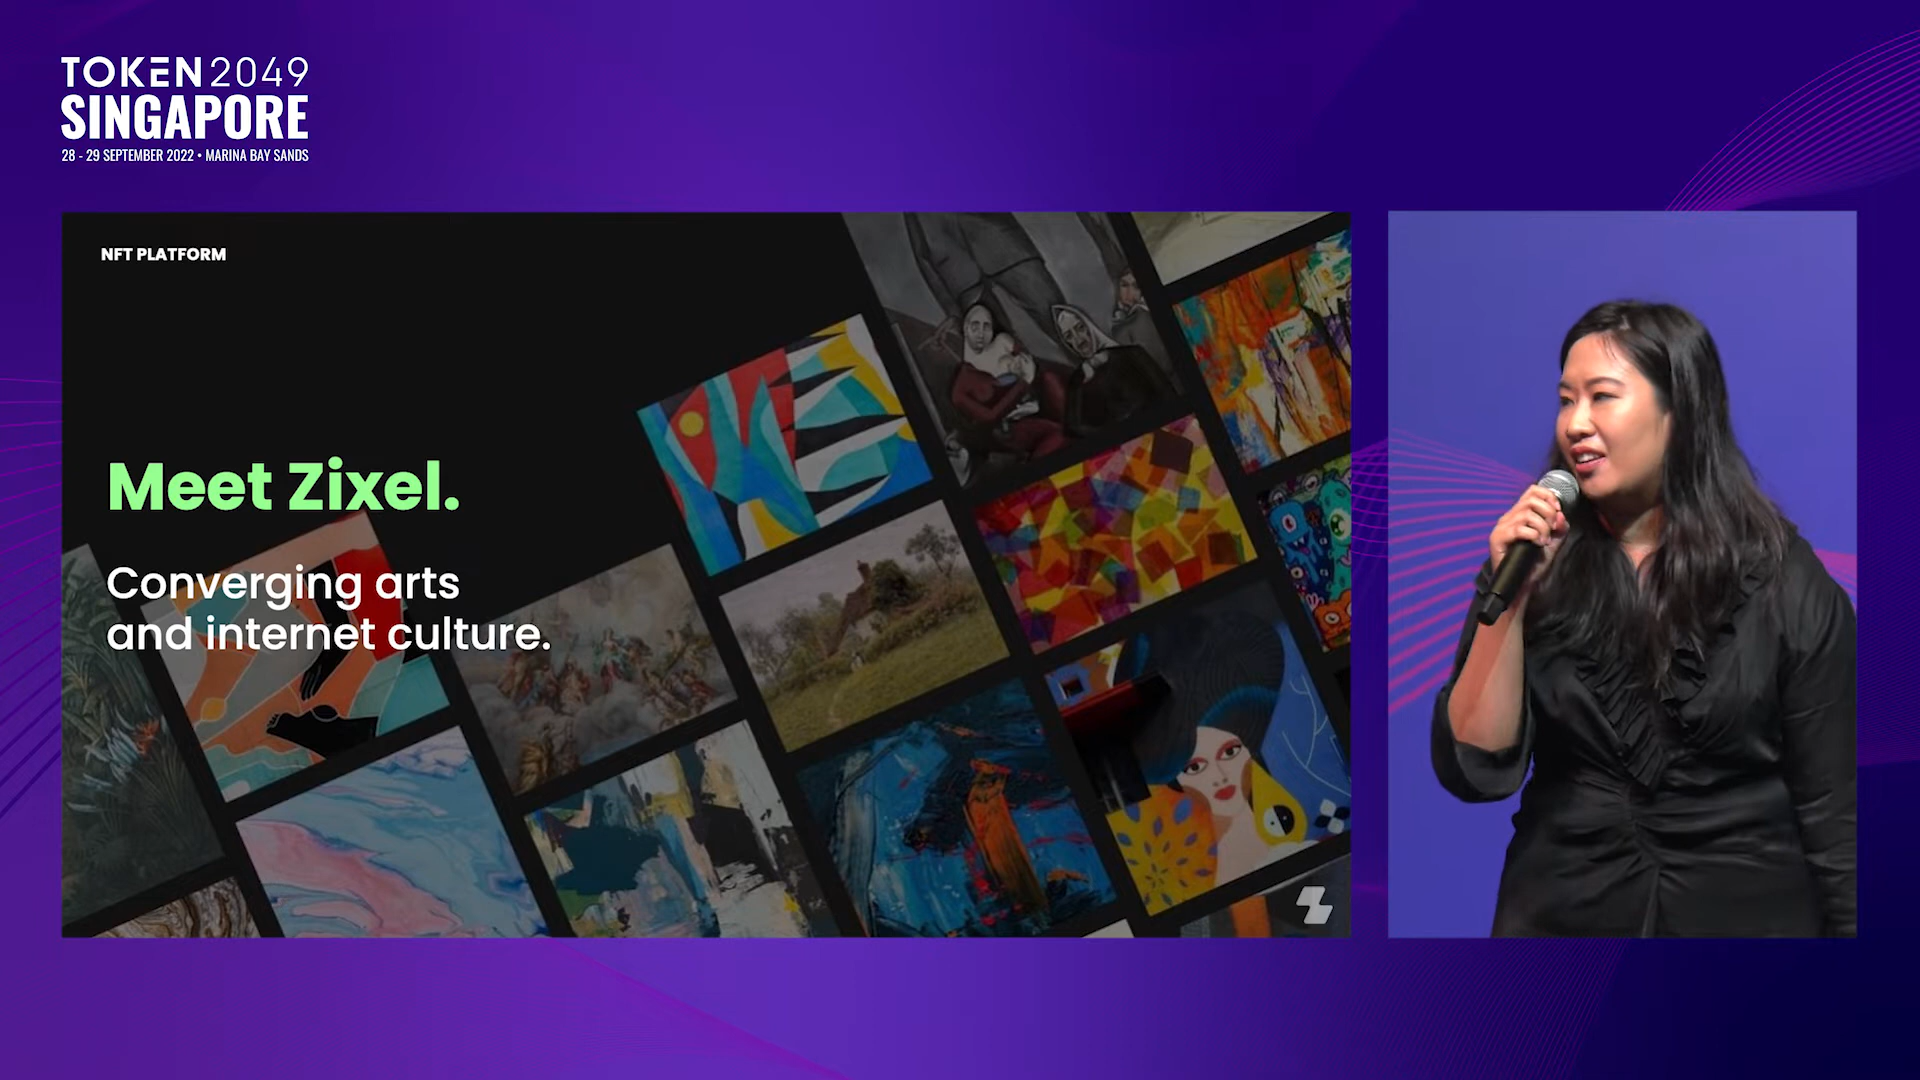 TOKEN2049
SINGAPORE
28 - 29 SEPTEMBER 2022 • MARINA BAY SANDS
NFT PLATFORM
Meet Zixel.
Converging arts
and internet culture.